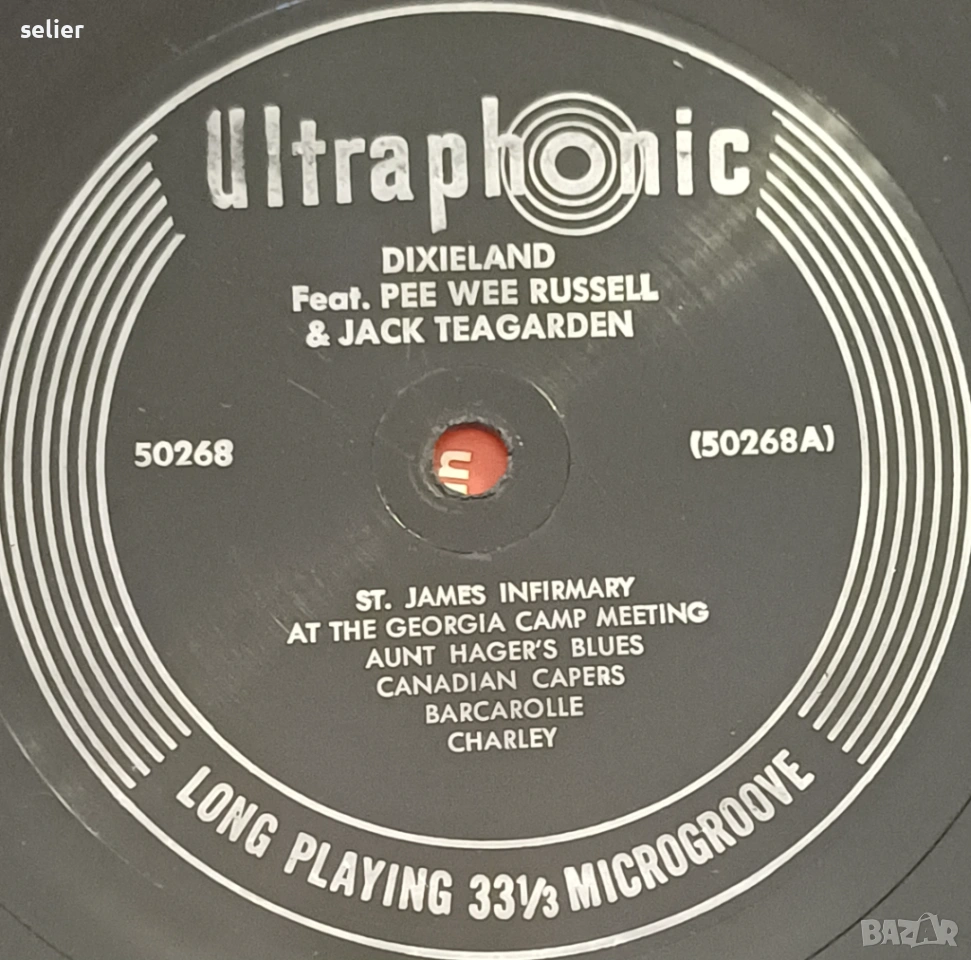 selier
Ultraphonic
DIXIELAND
Feat. PEE WEE RUSSELL
& JACK TEAGARDEN
50268
(50268A)
ST. JAMES INFIRMARY
AT THE GEORGIA CAMP MEETING
AUNT HAGER'S BLUES
CANADIAN CAPERS
BARCAROLLE
CHARLEY
LONG PLAYING 33⅓ MICROGROOVE
BAZAR